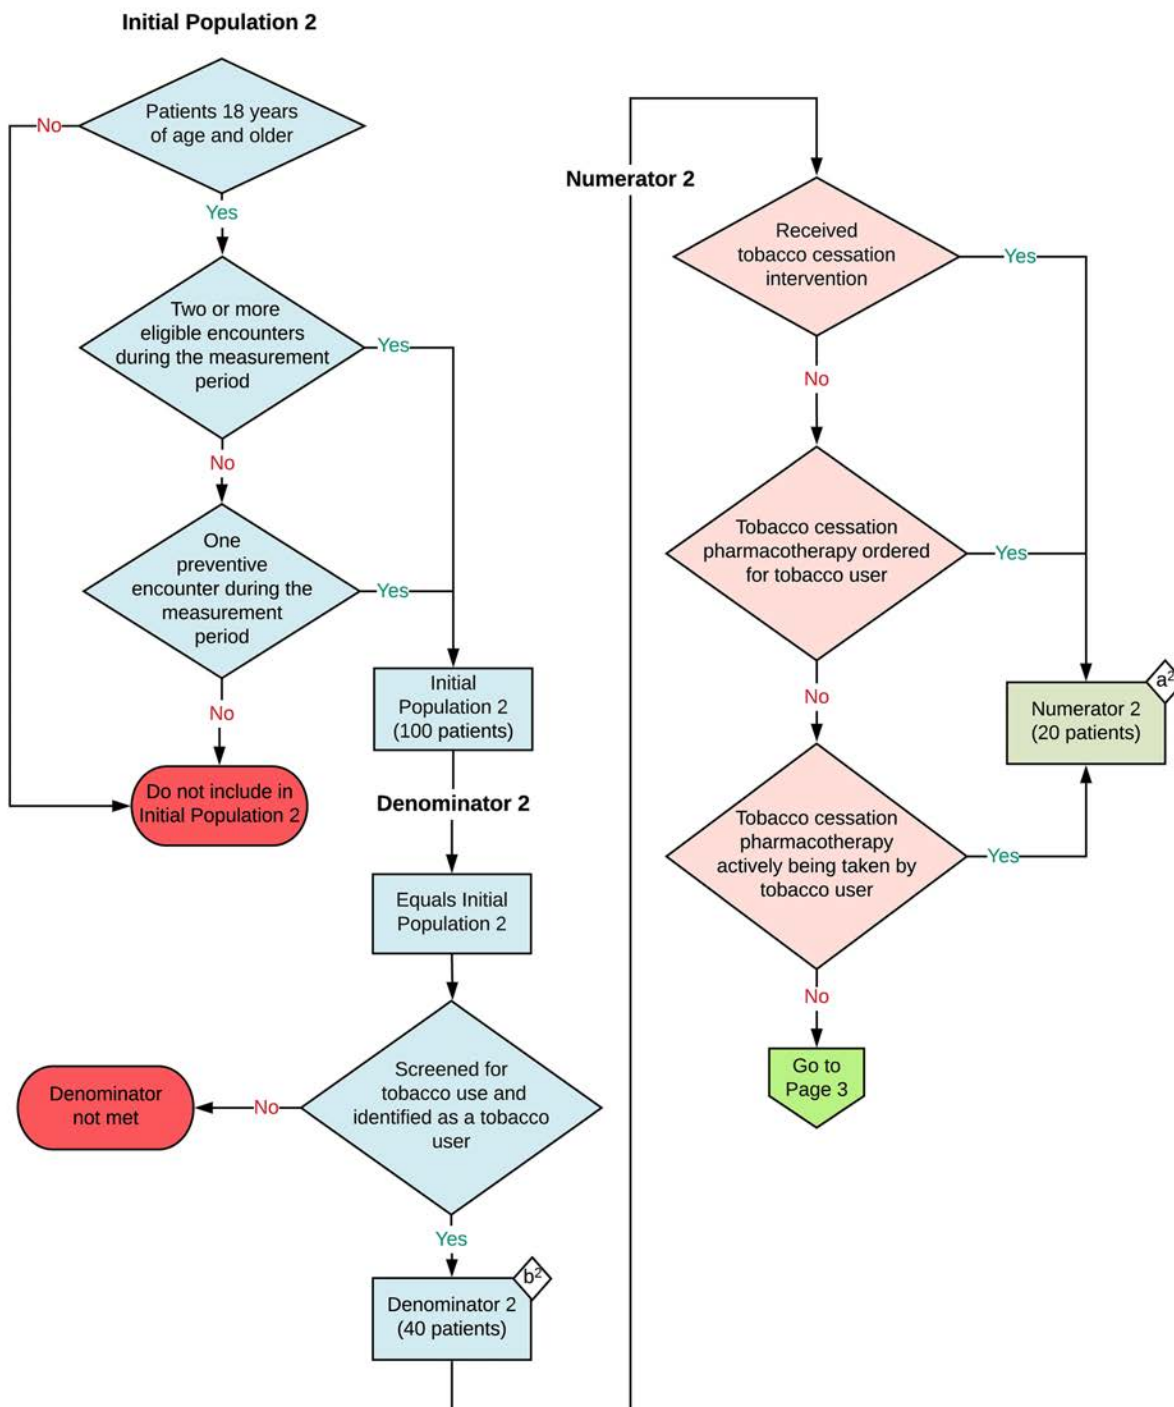 Initial Population 2
Patients 18 years
of age and older
No
Yes
Two or more
eligible encounters
during the measurement
period
Yes
No
One
preventive
encounter during the
measurement
period
Yes
No
Do not include in
Initial Population 2
Initial
Population 2
(100 patients)
Denominator 2
Equals Initial
Population 2
Screened for
tobacco use and
identified as a tobacco
user
No
Denominator
not met
Yes
b²
Denominator 2
(40 patients)
Numerator 2
Received
tobacco cessation
intervention
Yes
No
Tobacco cessation
pharmacotherapy ordered
for tobacco user
Yes
No
a²
Numerator 2
(20 patients)
Tobacco cessation
pharmacotherapy
actively being taken by
tobacco user
Yes
No
Go to
Page 3